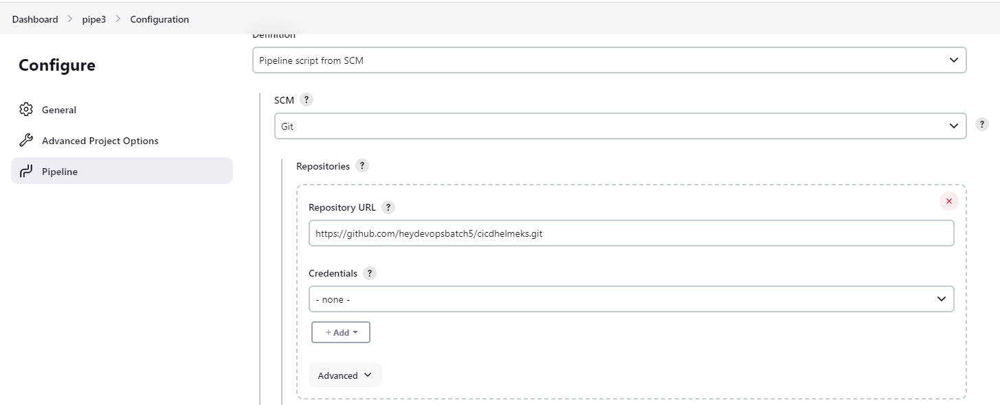 Dashboard > pipe3 > Configuration
Definition
Configure
Pipeline script from SCM
General
SCM ?
Advanced Project Options
Git
?
Pipeline
Repositories ?
Repository URL ?
https://github.com/heydevopsbatch5/cicdhelmeks.git
Credentials ?
- none -
+ Add
Advanced